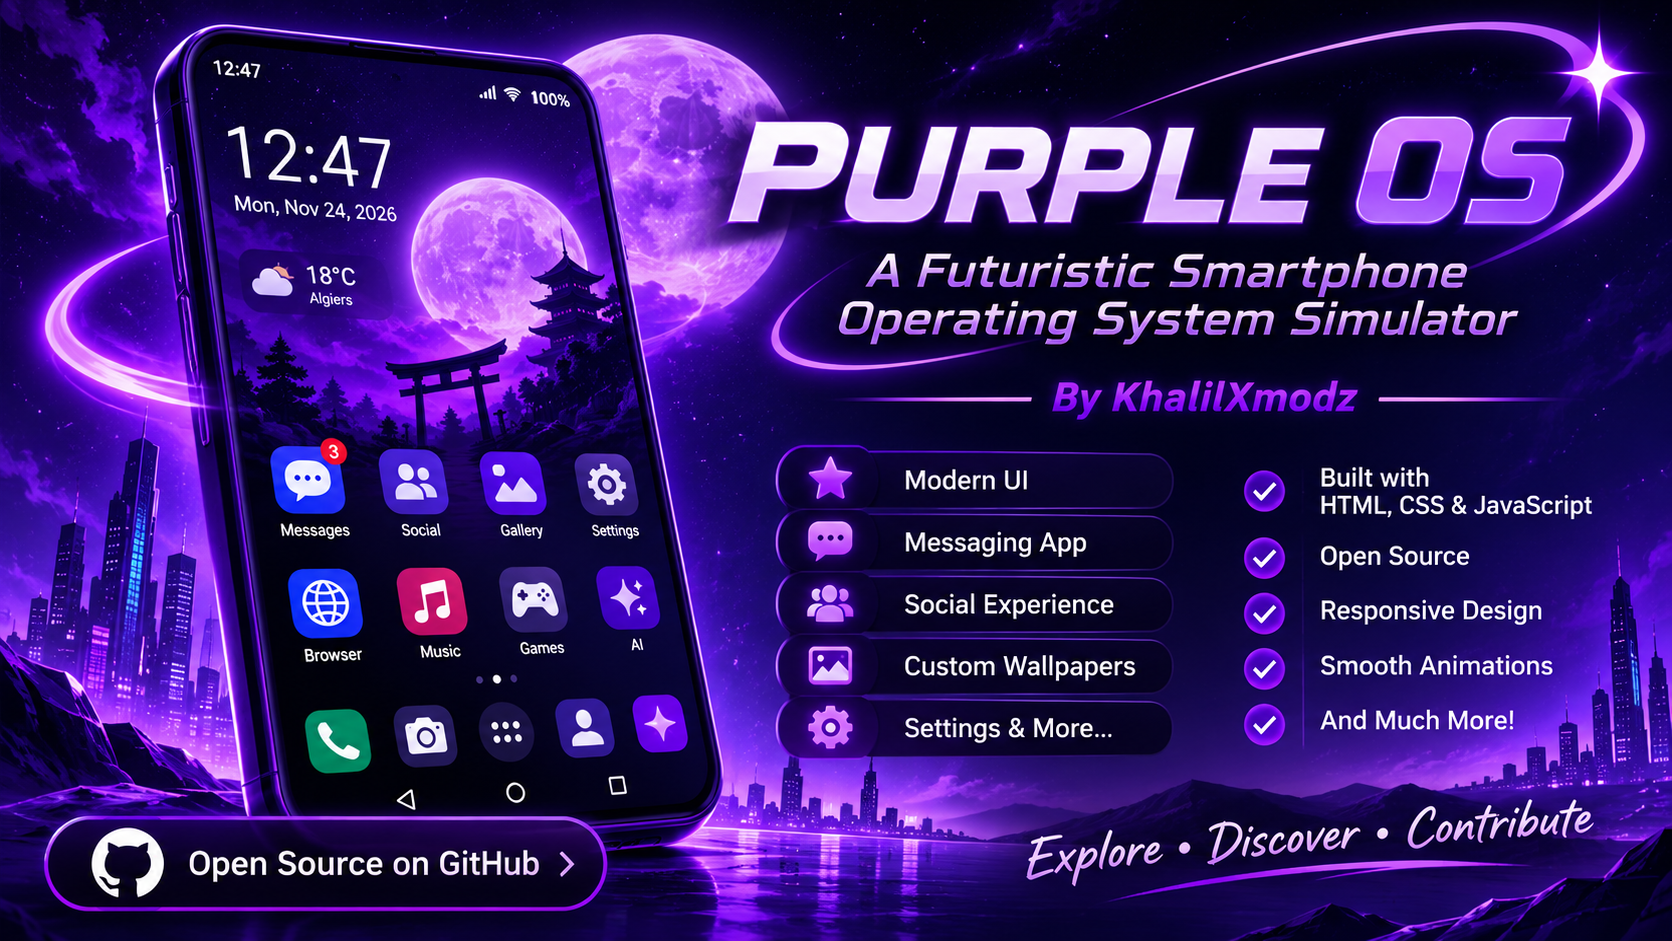 12:47
100%
12:47
Mon, Nov 24, 2026
18°C
Algiers
3
Messages
Social
Gallery
Settings
Browser
Music
Games
AI
Open Source on GitHub
PURPLE OS
A Futuristic Smartphone
Operating System Simulator
By KhalilXmodz
Modern UI
Messaging App
Social Experience
Custom Wallpapers
Settings & More...
Built with
HTML, CSS & JavaScript
Open Source
Responsive Design
Smooth Animations
And Much More!
Explore • Discover • Contribute